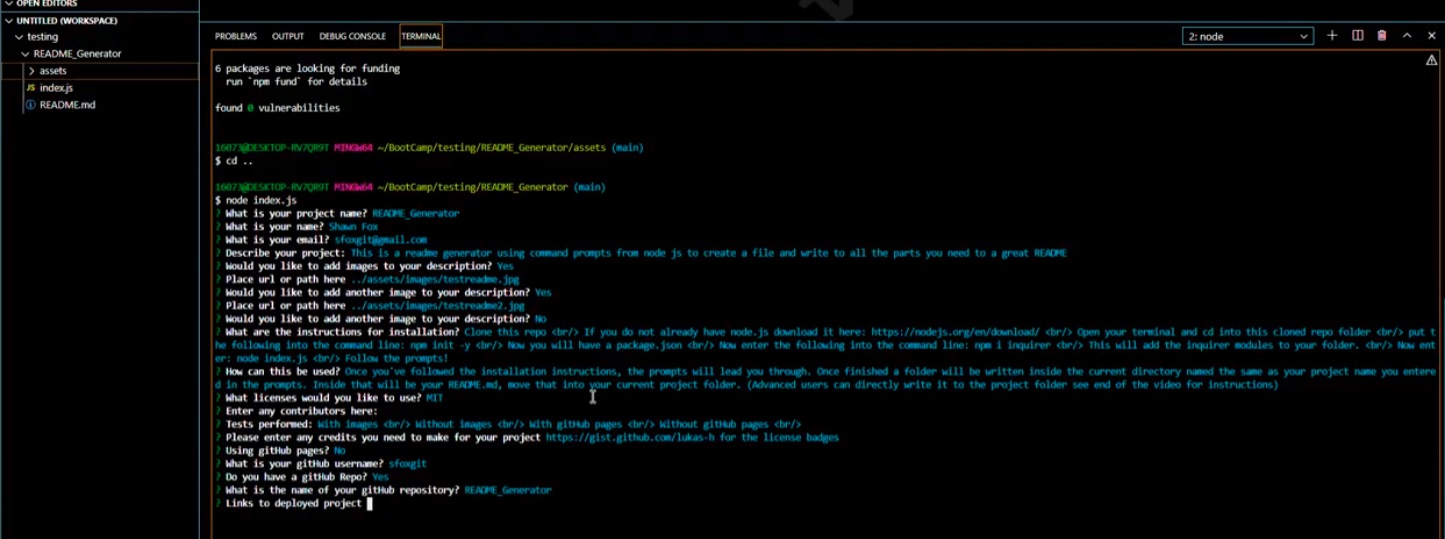 OPEN EDITORS
UNTITLED (WORKSPACE)
testing
README_Generator
assets
JS index.js
README.md
PROBLEMS OUTPUT DEBUG CONSOLE TERMINAL 2: node
6 packages are looking for funding
run `npm fund` for details
found 0 vulnerabilities
16073@DESKTOP-RV7QR9T MINGW64 ~/BootCamp/testing/README_Generator/assets (main)
$ cd ..
16073@DESKTOP-RV7QR9T MINGW64 ~/BootCamp/testing/README_Generator (main)
$ node index.js
? What is your project name? README_Generator
? What is your name? Shawn Fox
? What is your email? sfoxgit@gmail.com
? Describe your project: This is a readme generator using command prompts from node js to create a file and write to all the parts you need to a great README
? Would you like to add images to your description? Yes
? Place url or path here ../assets/images/testreadme.jpg
? Would you like to add another image to your description? Yes
? Place url or path here ../assets/images/testreadme2.jpg
? Would you like to add another image to your description? No
? What are the instructions for installation? Clone this repo <br/> If you do not already have node.js download it here: https://nodejs.org/en/download/ <br/> Open your terminal and cd into this cloned repo folder <br/> put t
he following into the command line: npm init -y <br/> Now you will have a package.json <br/> Now enter the following into the command line: npm i inquirer <br/> This will add the inquirer modules to your folder. <br/> Now ent
er: node index.js <br/> Follow the prompts!
? How can this be used? Once you've followed the installation instructions, the prompts will lead you through. Once finished a folder will be written inside the current directory named the same as your project name you entere
d in the prompts. Inside that will be your README.md, move that into your current project folder. (Advanced users can directly write it to the project folder see end of the video for instructions)
? What licenses would you like to use? MIT
? Enter any contributors here:
? Tests performed: With images <br/> Without images <br/> With gitHub pages <br/> Without gitHub pages <br/>
? Please enter any credits you need to make for your project https://gist.github.com/lukas-h for the license badges
? Using gitHub pages? No
? What is your gitHub username? sfoxgit
? Do you have a gitHub Repo? Yes
? What is the name of your gitHub repository? README_Generator
? Links to deployed project